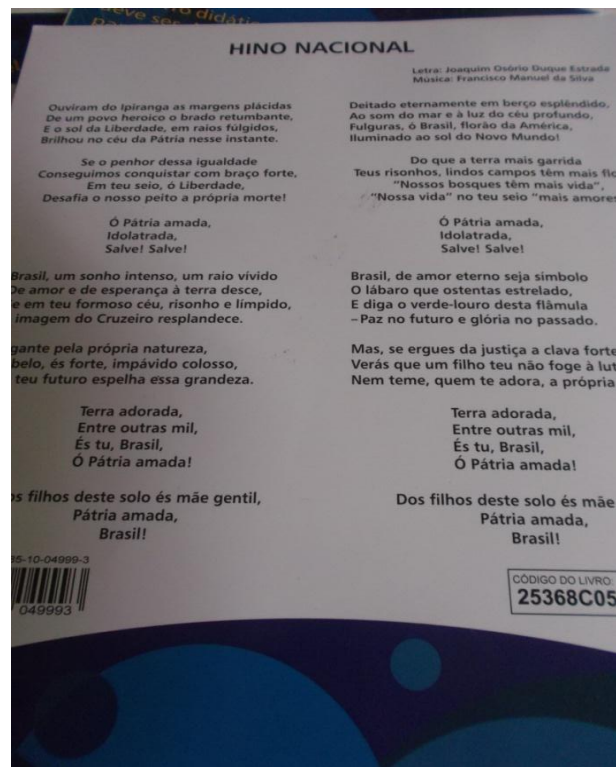 deve ser
didátic
HINO NACIONAL
Letra: Joaquim Osório Duque Estrada
Música: Francisco Manuel da Silva
Ouviram do Ipiranga as margens plácidas
De um povo heroico o brado retumbante,
E o sol da Liberdade, em raios fúlgidos,
Brilhou no céu da Pátria nesse instante.
Se o penhor dessa igualdade
Conseguimos conquistar com braço forte,
Em teu seio, ó Liberdade,
Desafia o nosso peito a própria morte!
Ó Pátria amada,
Idolatrada,
Salve! Salve!
Brasil, um sonho intenso, um raio vívido
De amor e de esperança à terra desce,
e em teu formoso céu, risonho e límpido,
imagem do Cruzeiro resplandece.
gante pela própria natureza,
belo, és forte, impávido colosso,
teu futuro espelha essa grandeza.
Terra adorada,
Entre outras mil,
És tu, Brasil,
Ó Pátria amada!
os filhos deste solo és mãe gentil,
Pátria amada,
Brasil!
Deitado eternamente em berço esplêndido,
Ao som do mar e à luz do céu profundo,
Fulguras, ó Brasil, florão da América,
Iluminado ao sol do Novo Mundo!
Do que a terra mais garrida
Teus risonhos, lindos campos têm mais flo
"Nossos bosques têm mais vida",
"Nossa vida" no teu seio "mais amores
Ó Pátria amada,
Idolatrada,
Salve! Salve!
Brasil, de amor eterno seja símbolo
O lábaro que ostentas estrelado,
E diga o verde-louro desta flâmula
– Paz no futuro e glória no passado.
Mas, se ergues da justiça a clava forte
Verás que um filho teu não foge à lut
Nem teme, quem te adora, a própria
Terra adorada,
Entre outras mil,
És tu, Brasil,
Ó Pátria amada!
Dos filhos deste solo és mãe
Pátria amada,
Brasil!
85-10-04999-3
049993
CÓDIGO DO LIVRO:
25368C05